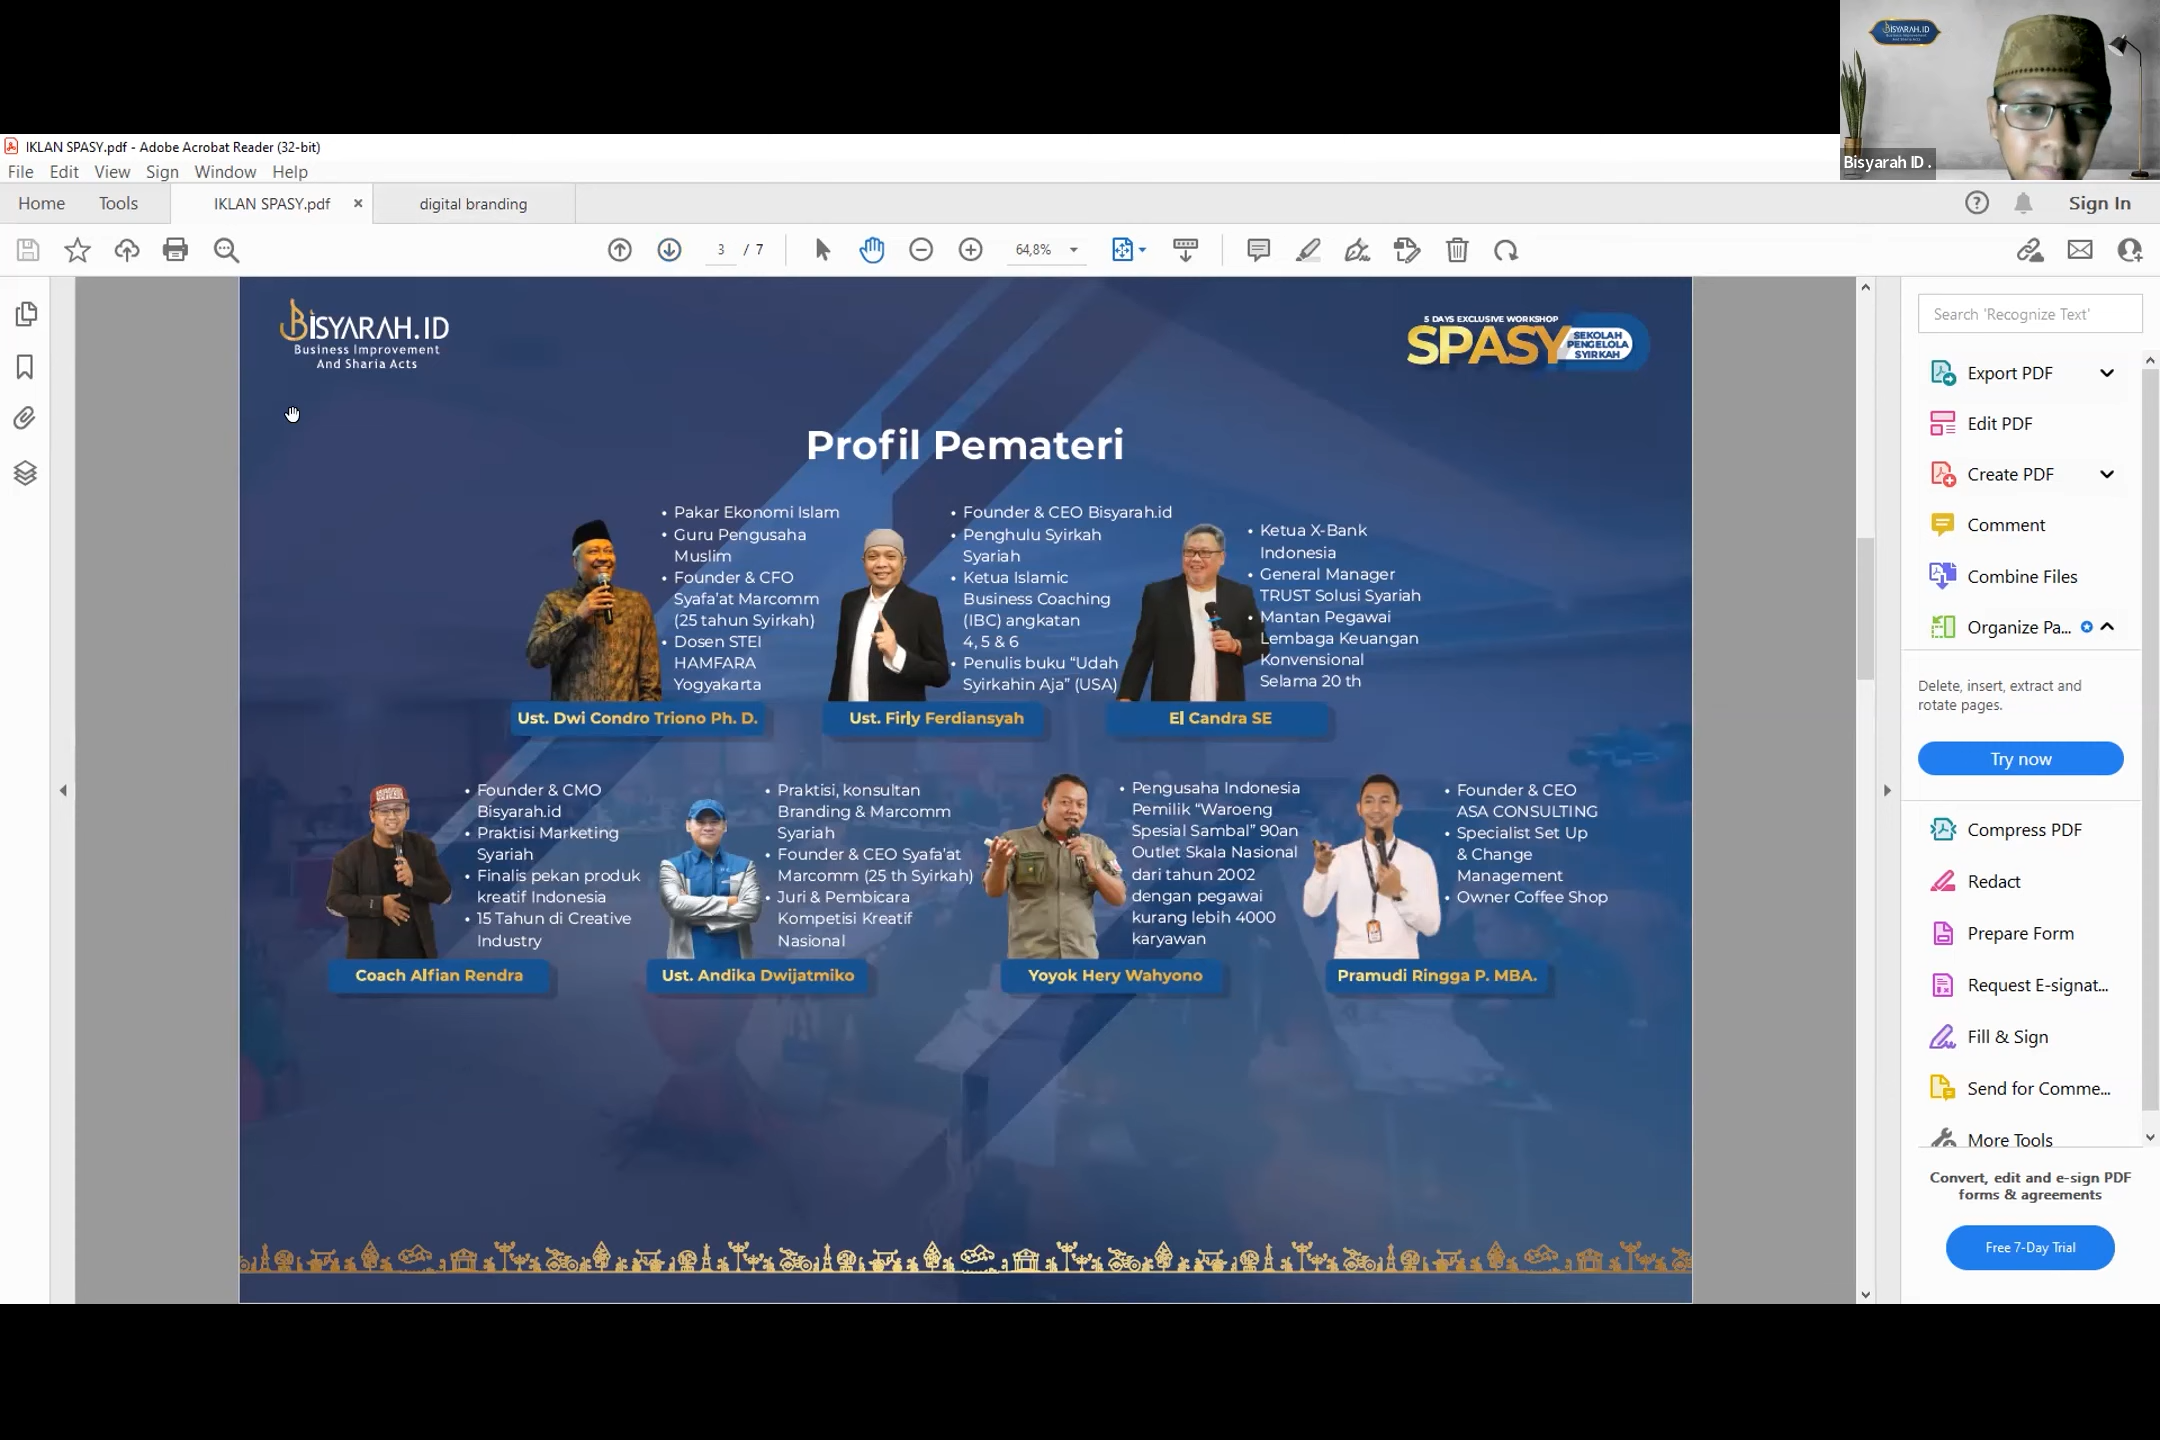 BISYARAH.ID
Bisyarah ID .
IKLAN SPASY.pdf - Adobe Acrobat Reader (32-bit)
File Edit View Sign Window Help
Home Tools IKLAN SPASY.pdf × digital branding Sign In
3 / 7 64,8%
BISYARAH.ID
Business Improvement
And Sharia Acts
5 DAYS EXCLUSIVE WORKSHOP
SPASY
SEKOLAH
PENGELOLA
SYIRKAH
Profil Pemateri
• Pakar Ekonomi Islam
• Guru Pengusaha
Muslim
• Founder & CFO
Syafa'at Marcomm
(25 tahun Syirkah)
• Dosen STEI
HAMFARA
Yogyakarta
Ust. Dwi Condro Triono Ph. D.
• Founder & CEO Bisyarah.id
• Penghulu Syirkah
Syariah
• Ketua Islamic
Business Coaching
(IBC) angkatan
4, 5 & 6
• Penulis buku “Udah
Syirkahin Aja” (USA)
Ust. Firly Ferdiansyah
• Ketua X-Bank
Indonesia
• General Manager
TRUST Solusi Syariah
• Mantan Pegawai
Lembaga Keuangan
Konvensional
Selama 20 th
El Candra SE
• Founder & CMO
Bisyarah.id
• Praktisi Marketing
Syariah
• Finalis pekan produk
kreatif Indonesia
• 15 Tahun di Creative
Industry
Coach Alfian Rendra
• Praktisi, konsultan
Branding & Marcomm
Syariah
• Founder & CEO Syafa'at
Marcomm (25 th Syirkah)
• Juri & Pembicara
Kompetisi Kreatif
Nasional
Ust. Andika Dwijatmiko
• Pengusaha Indonesia
Pemilik “Waroeng
Spesial Sambal” 90an
Outlet Skala Nasional
dari tahun 2002
dengan pegawai
kurang lebih 4000
karyawan
Yoyok Hery Wahyono
• Founder & CEO
ASA CONSULTING
• Specialist Set Up
& Change
Management
• Owner Coffee Shop
Pramudi Ringga P. MBA.
Search 'Recognize Text'
Export PDF
Edit PDF
Create PDF
Comment
Combine Files
Organize Pa...
Delete, insert, extract and
rotate pages.
Try now
Compress PDF
Redact
Prepare Form
Request E-signat...
Fill & Sign
Send for Comme...
More Tools
Convert, edit and e-sign PDF
forms & agreements
Free 7-Day Trial